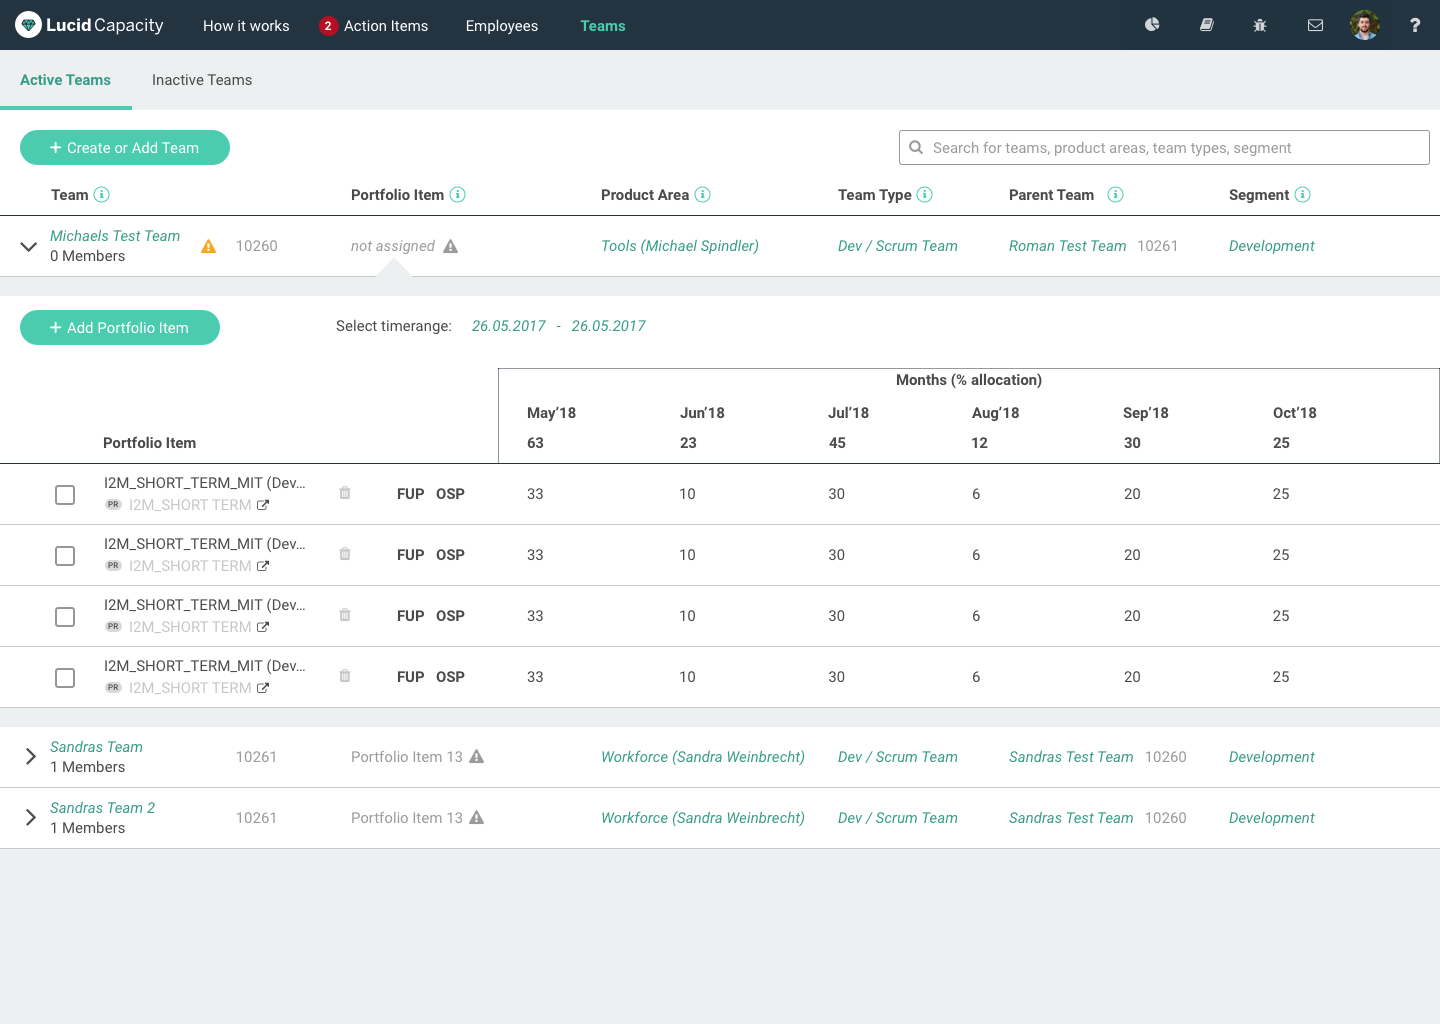 LucidCapacity How it works 2 Action Items Employees Teams ?
Active Teams Inactive Teams
+ Create or Add Team Search for teams, product areas, team types, segment
Team i Portfolio Item i Product Area i Team Type i Parent Team i Segment i
Michaels Test Team
0 Members 10260 not assigned Tools (Michael Spindler) Dev / Scrum Team Roman Test Team 10261 Development
+ Add Portfolio Item Select timerange: 26.05.2017 - 26.05.2017
Months (% allocation)
May’18 Jun’18 Jul‘18 Aug’18 Sep’18 Oct’18
Portfolio Item 63 23 45 12 30 25
I2M_SHORT_TERM_MIT (Dev...
PR I2M_SHORT TERM FUP OSP 33 10 30 6 20 25
I2M_SHORT_TERM_MIT (Dev...
PR I2M_SHORT TERM FUP OSP 33 10 30 6 20 25
I2M_SHORT_TERM_MIT (Dev...
PR I2M_SHORT TERM FUP OSP 33 10 30 6 20 25
I2M_SHORT_TERM_MIT (Dev...
PR I2M_SHORT TERM FUP OSP 33 10 30 6 20 25
Sandras Team
1 Members 10261 Portfolio Item 13 Workforce (Sandra Weinbrecht) Dev / Scrum Team Sandras Test Team 10260 Development
Sandras Team 2
1 Members 10261 Portfolio Item 13 Workforce (Sandra Weinbrecht) Dev / Scrum Team Sandras Test Team 10260 Development